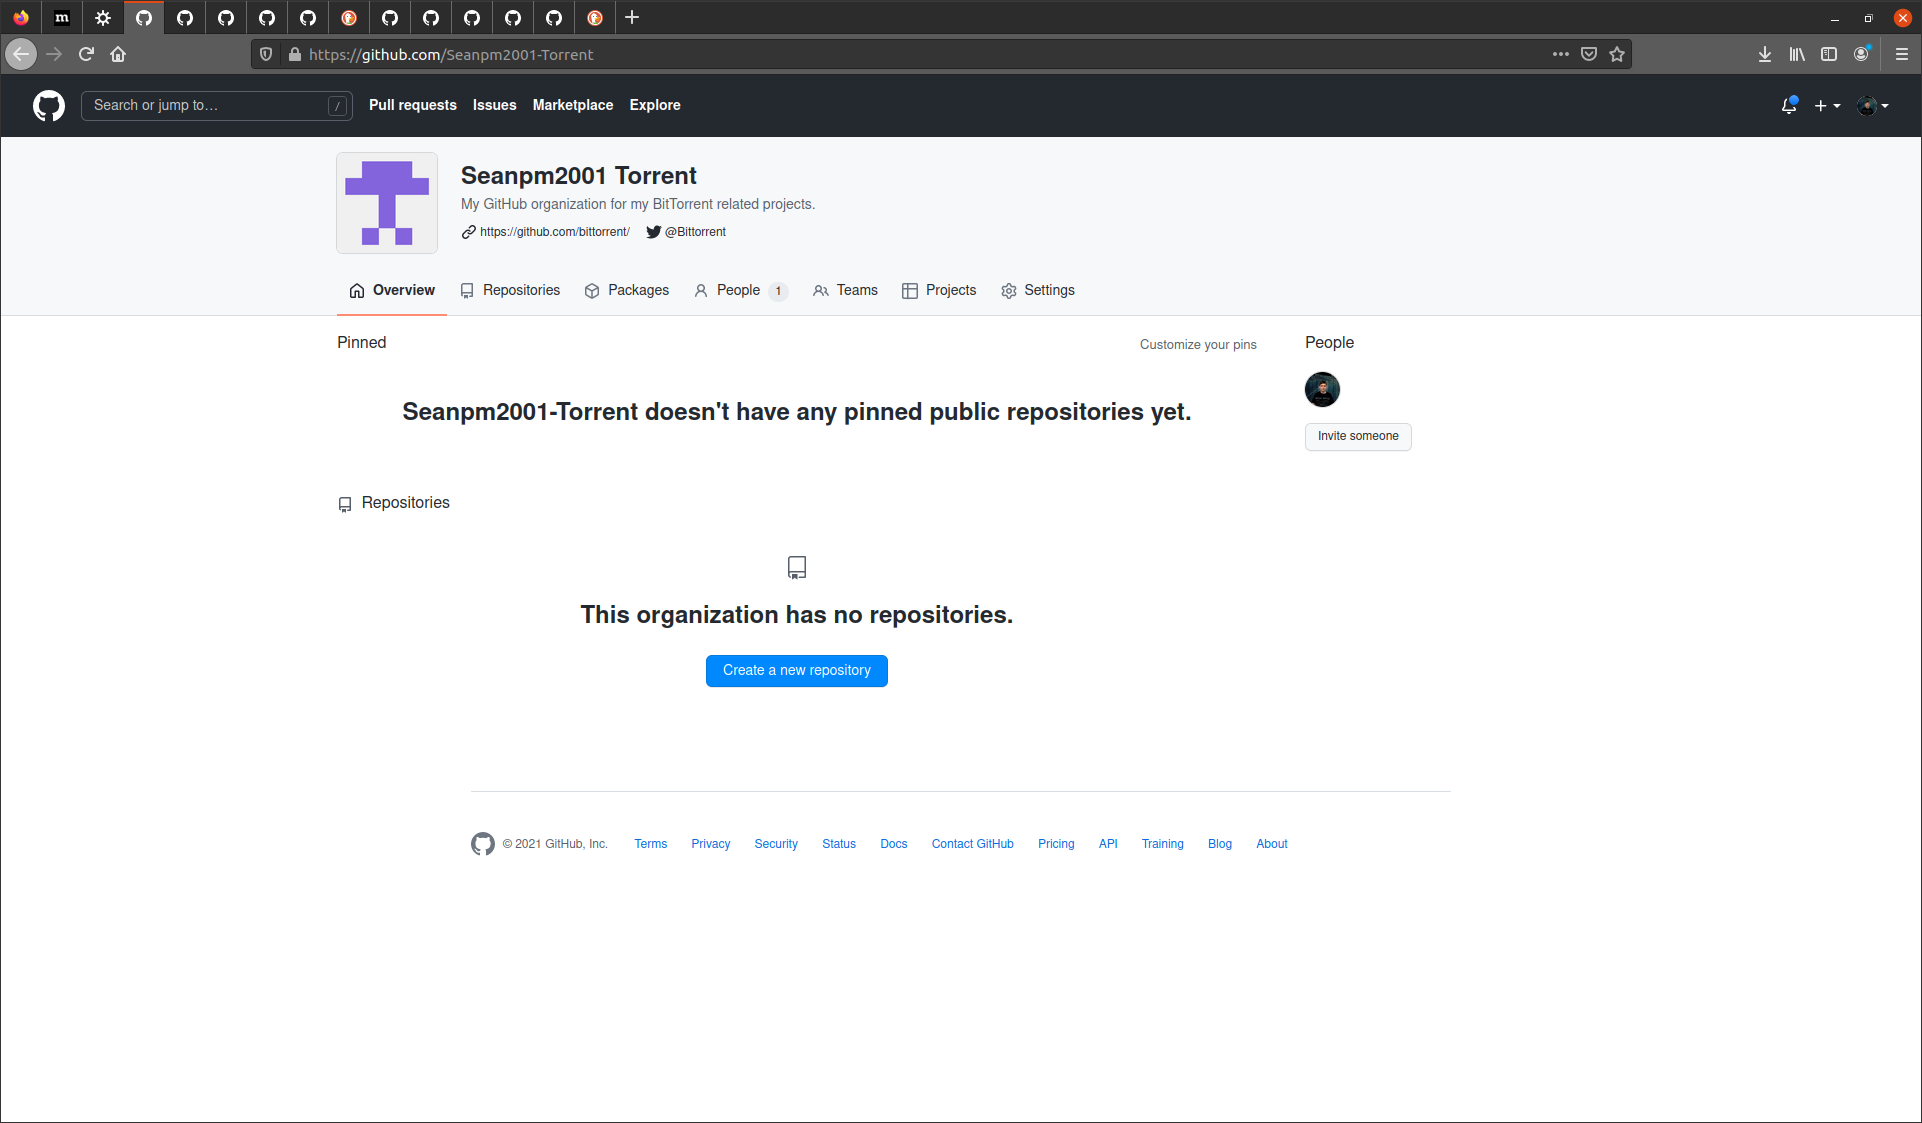 m
https://github.com/Seanpm2001-Torrent
Search or jump to… /
Pull requests Issues Marketplace Explore
Seanpm2001 Torrent
My GitHub organization for my BitTorrent related projects.
https://github.com/bittorrent/ @Bittorrent
Overview Repositories Packages People 1 Teams Projects Settings
Pinned Customize your pins People
Seanpm2001-Torrent doesn't have any pinned public repositories yet.
Invite someone
Repositories
This organization has no repositories.
Create a new repository
© 2021 GitHub, Inc. Terms Privacy Security Status Docs Contact GitHub Pricing API Training Blog About